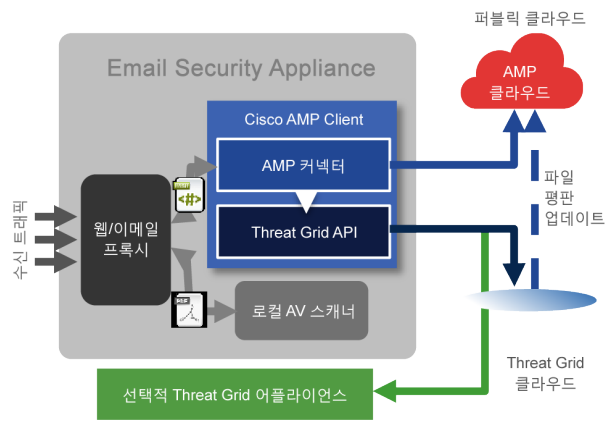 퍼블릭 클라우드
AMP
클라우드
Email Security Appliance
Cisco AMP Client
AMP 커넥터
Threat Grid API
<#>
웹/이메일
프록시
수신 트래픽
PDF
로컬 AV 스캐너
파일
평판
업데이트
Threat Grid
클라우드
선택적 Threat Grid 어플라이언스